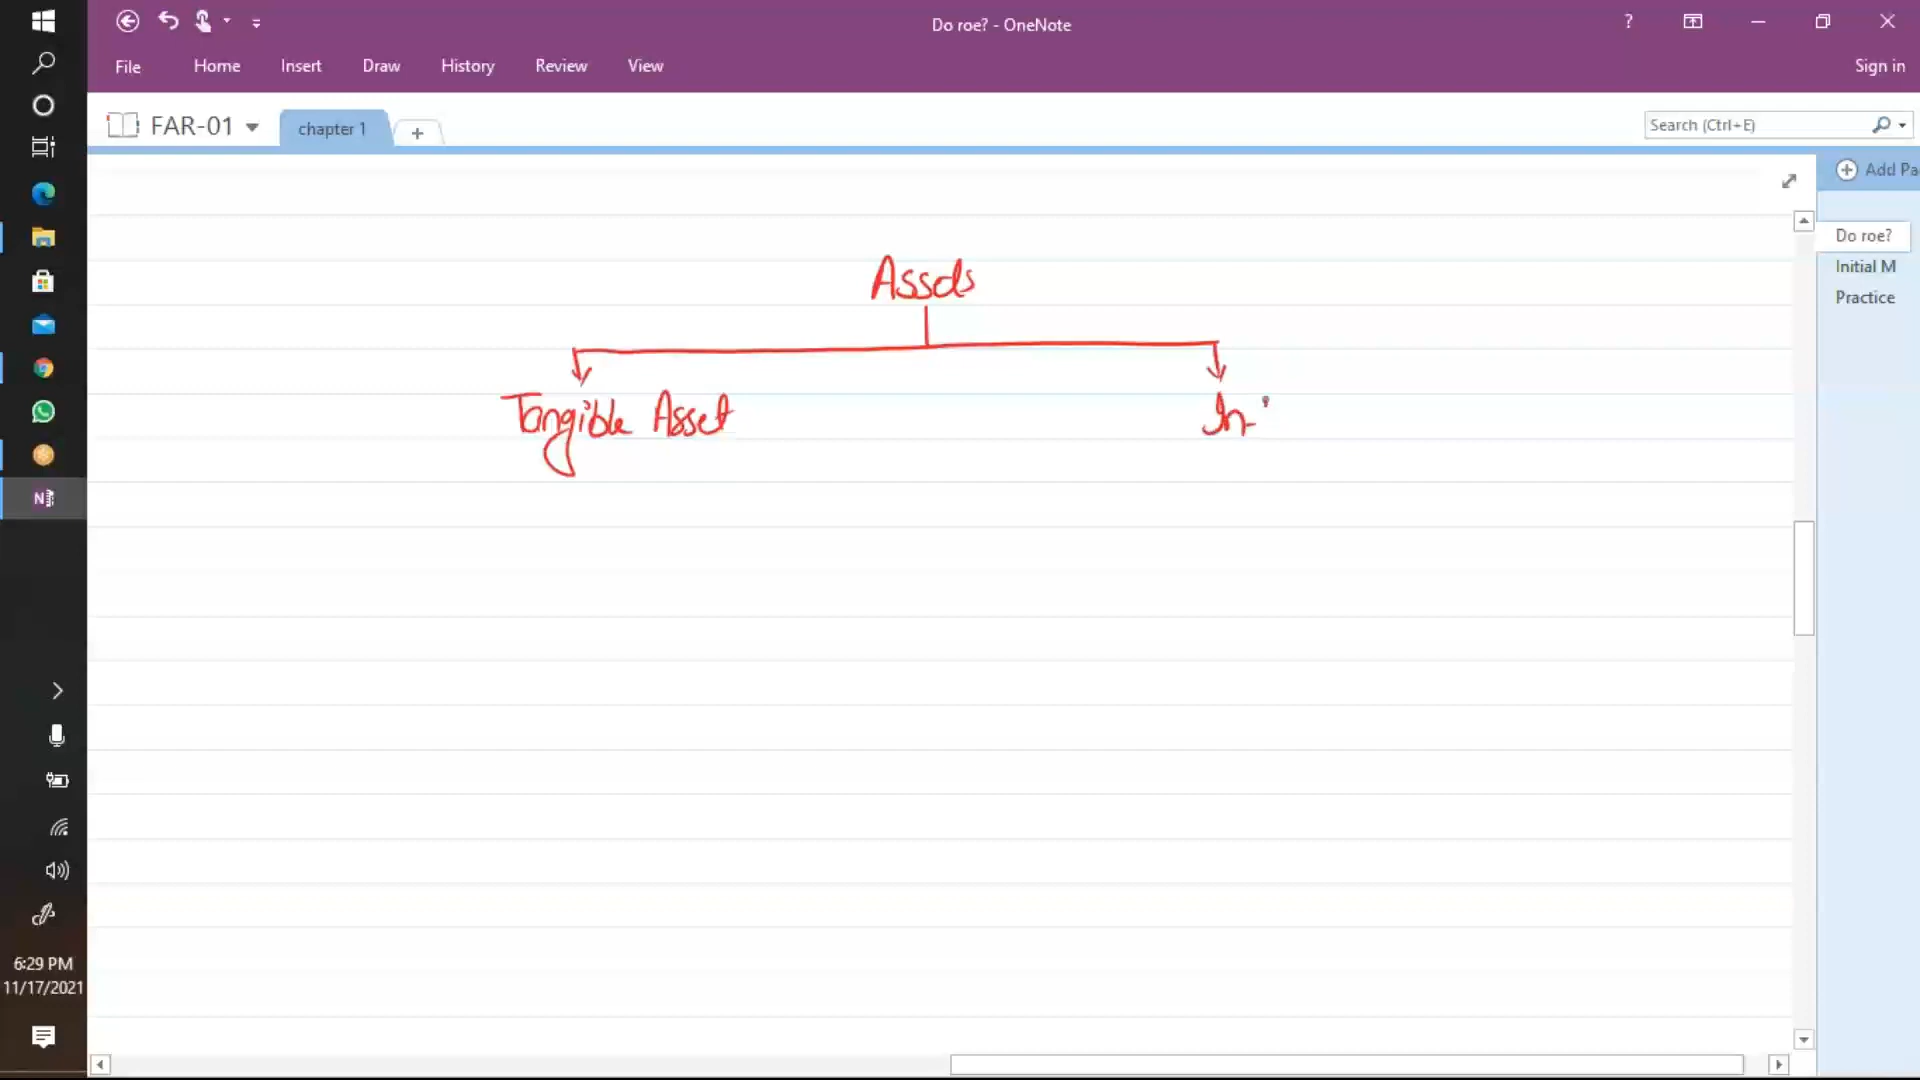 Do roe? - OneNote
?
File Home Insert Draw History Review View
Sign in
FAR-01 chapter 1 +
Search (Ctrl+E)
Add Pa
Do roe?
Initial M
Practice
Assets
Tangible Asset
In
N
6:29 PM
11/17/2021